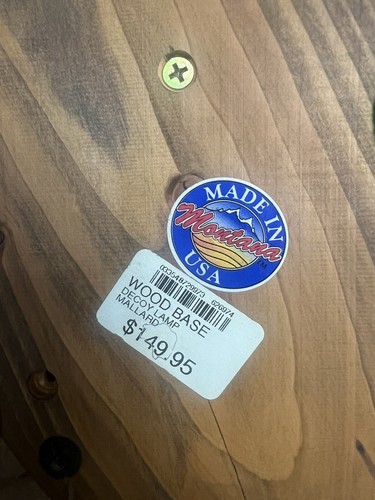 MADE IN
Montana
USA
WOOD BASE
DECOY LAMP
MALLARD
$149.95